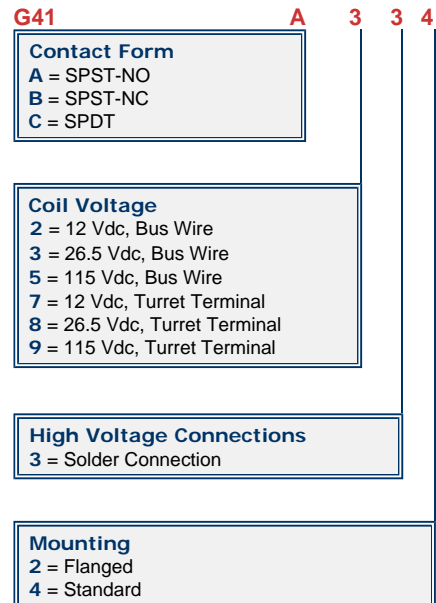 G41 A 3 3 4
Contact Form
A = SPST-NO
B = SPST-NC
C = SPDT
Coil Voltage
2 = 12 Vdc, Bus Wire
3 = 26.5 Vdc, Bus Wire
5 = 115 Vdc, Bus Wire
7 = 12 Vdc, Turret Terminal
8 = 26.5 Vdc, Turret Terminal
9 = 115 Vdc, Turret Terminal
High Voltage Connections
3 = Solder Connection
Mounting
2 = Flanged
4 = Standard